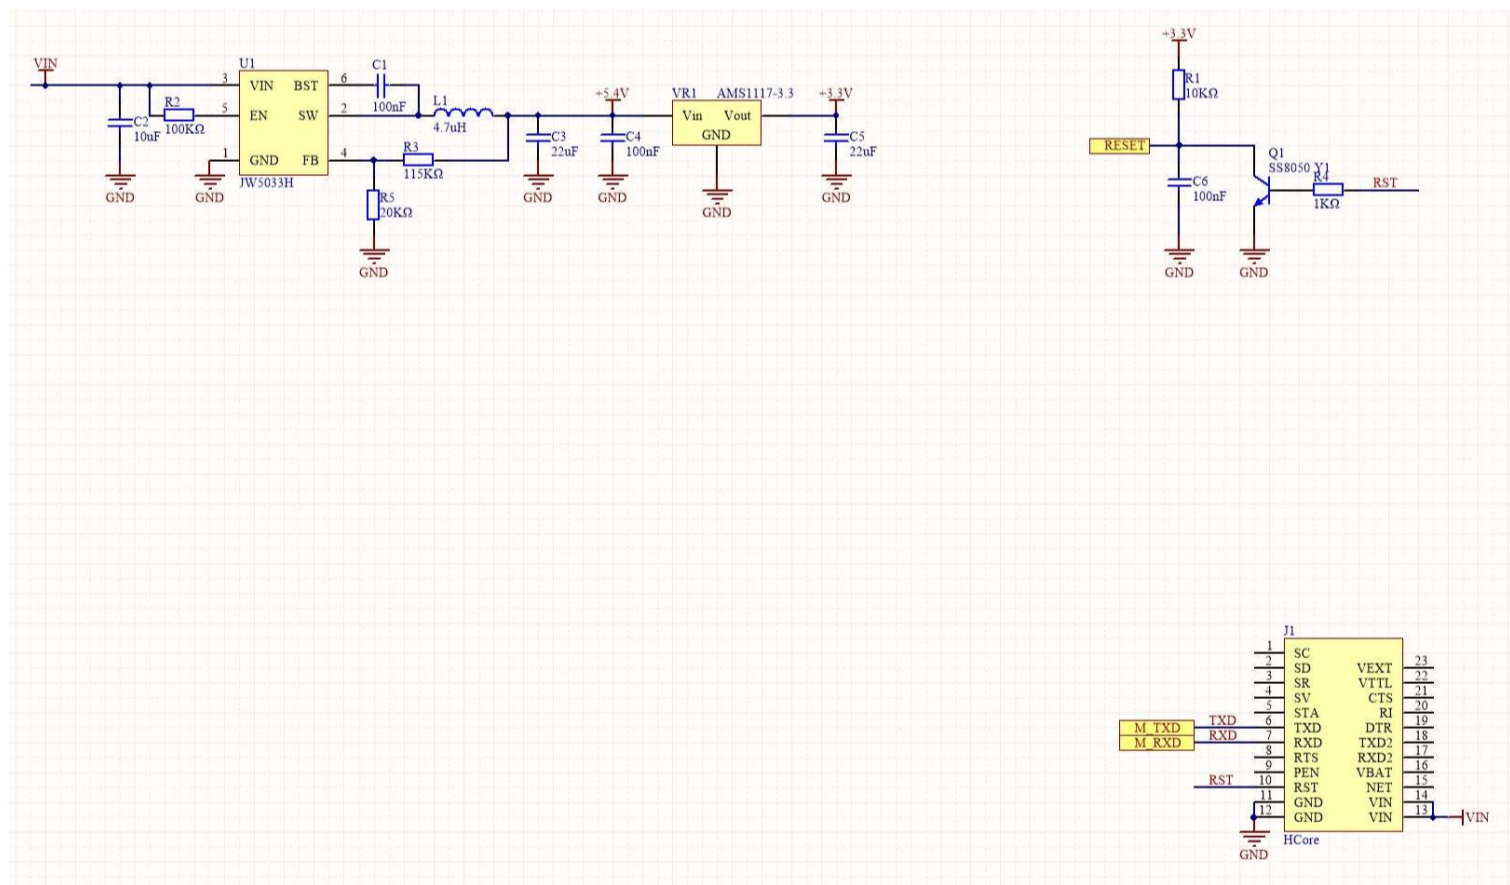 VIN
U1
3 VIN BST 6
5 EN SW 2
1 GND FB 4
JW5033H
C2
10uF
GND
R2
100KΩ
GND
C1
100nF
L1
4.7uH
R3
115KΩ
R5
20KΩ
GND
C3
22uF
GND
+5.4V
C4
100nF
GND
VR1 AMS1117-3.3
Vin Vout
GND
GND
+3.3V
C5
22uF
GND
+3.3V
R1
10KΩ
RESET
C6
100nF
GND
Q1
SS8050 Y1
GND
R4
1KΩ
RST
J1
1 SC
2 SD
3 SR
4 SV
5 STA
6 TXD
7 RXD
8 RTS
9 PEN
10 RST
11 GND
12 GND
VEXT 23
VTTL 22
CTS 21
RI 20
DTR 19
TXD2 18
RXD2 17
VBAT 16
NET 15
VIN 14
VIN 13
HCore
M_TXD TXD
M_RXD RXD
RST
GND
VIN